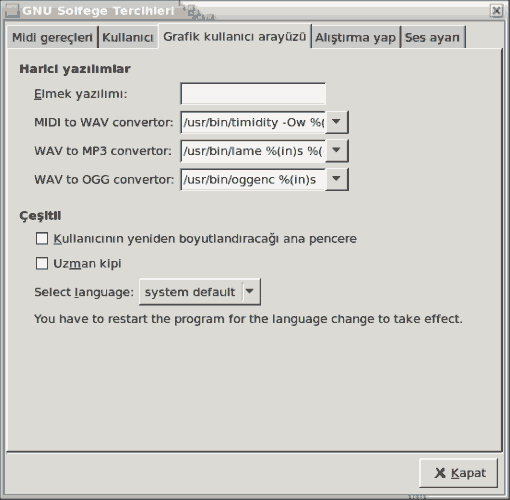 GNU Solfege Tercihleri
Midi gereçleri Kullanıcı Grafik kullanıcı arayüzü Alıştırma yap Ses ayarı
Harici yazılımlar
Elmek yazılımı:
MIDI to WAV convertor: /usr/bin/timidity -Ow %(
WAV to MP3 convertor: /usr/bin/lame %(in)s %(
WAV to OGG convertor: /usr/bin/oggenc %(in)s
Çeşitli
Kullanıcının yeniden boyutlandıracağı ana pencere
Uzman kipi
Select language: system default
You have to restart the program for the language change to take effect.
Kapat